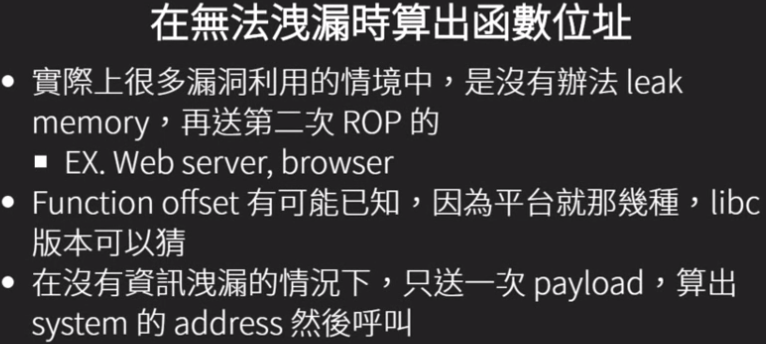 在無法洩漏時算出函數位址
實際上很多漏洞利用的情境中，是沒有辦法 leak
memory，再送第二次 ROP 的
EX. Web server, browser
Function offset 有可能已知，因為平台就那幾種，libc
版本可以猜
在沒有資訊洩漏的情況下，只送一次 payload，算出
system 的 address 然後呼叫